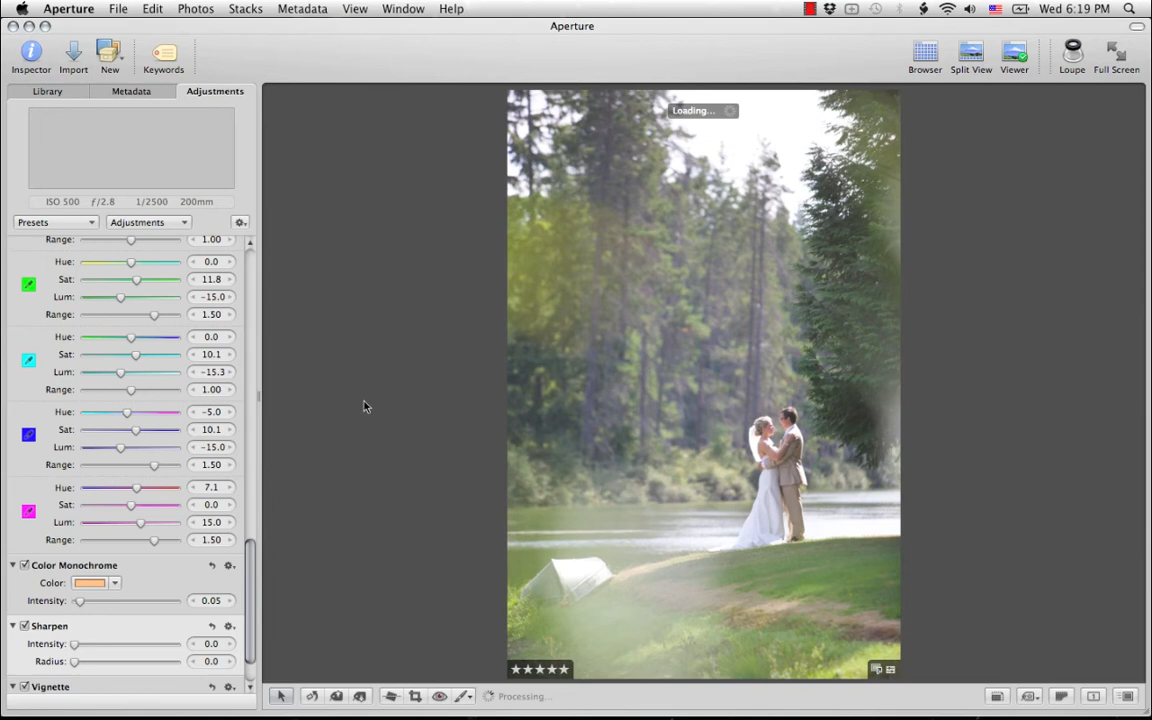 Aperture File Edit Photos Stacks Metadata View Window Help Wed 6:19 PM
Aperture
Inspector Import New Keywords Browser Split View Viewer Loupe Full Screen
Library Metadata Adjustments
Loading...
ISO 500 ƒ/2.8 1/2500 200mm
Presets Adjustments
Range: 1.00
Hue: 0.0
Sat: 11.8
Lum: -15.0
Range: 1.50
Hue: 0.0
Sat: 10.1
Lum: -15.3
Range: 1.00
Hue: -5.0
Sat: 10.1
Lum: -15.0
Range: 1.50
Hue: 7.1
Sat: 0.0
Lum: 15.0
Range: 1.50
Color Monochrome
Color:
Intensity: 0.05
Sharpen
Intensity: 0.0
Radius: 0.0
Vignette
Processing...